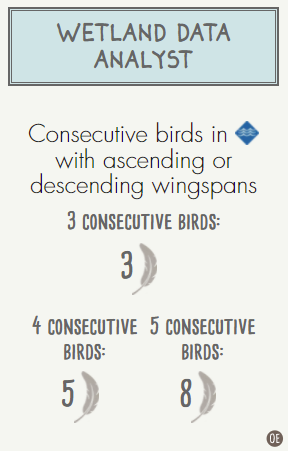 WETLAND DATA
ANALYST
Consecutive birds in
with ascending or
descending wingspans
3 CONSECUTIVE BIRDS:
3
4 CONSECUTIVE
BIRDS:
5
5 CONSECUTIVE
BIRDS:
8
OE